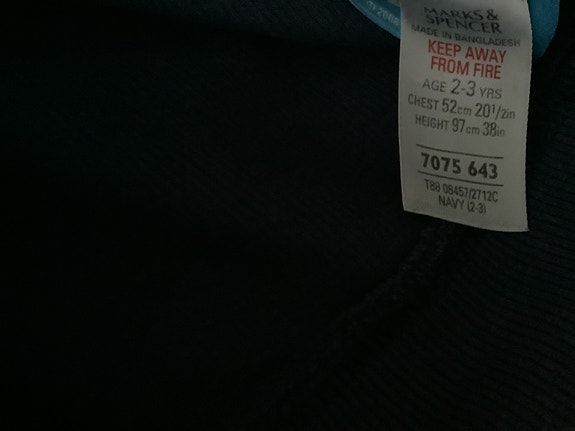 MARKS &
SPENCER
MADE IN BANGLADESH
KEEP AWAY
FROM FIRE
AGE 2-3 YRS
CHEST 52cm 201/2in
HEIGHT 97cm 38in
7075 643
T88 08457/2712C
NAVY (2-3)